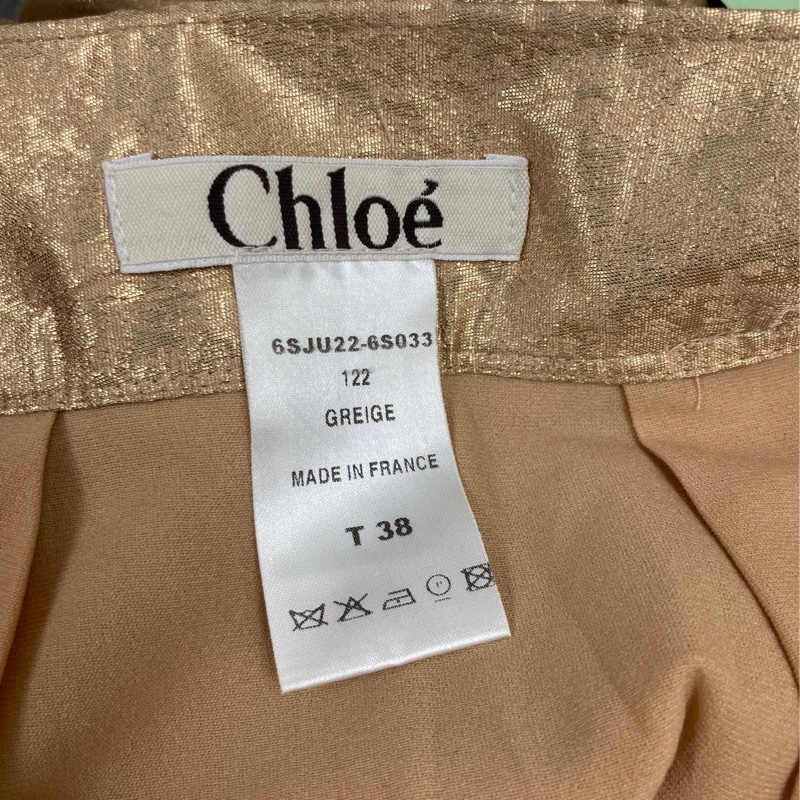 Chloé
6SJU22-6S033
122
GREIGE
MADE IN FRANCE
T 38